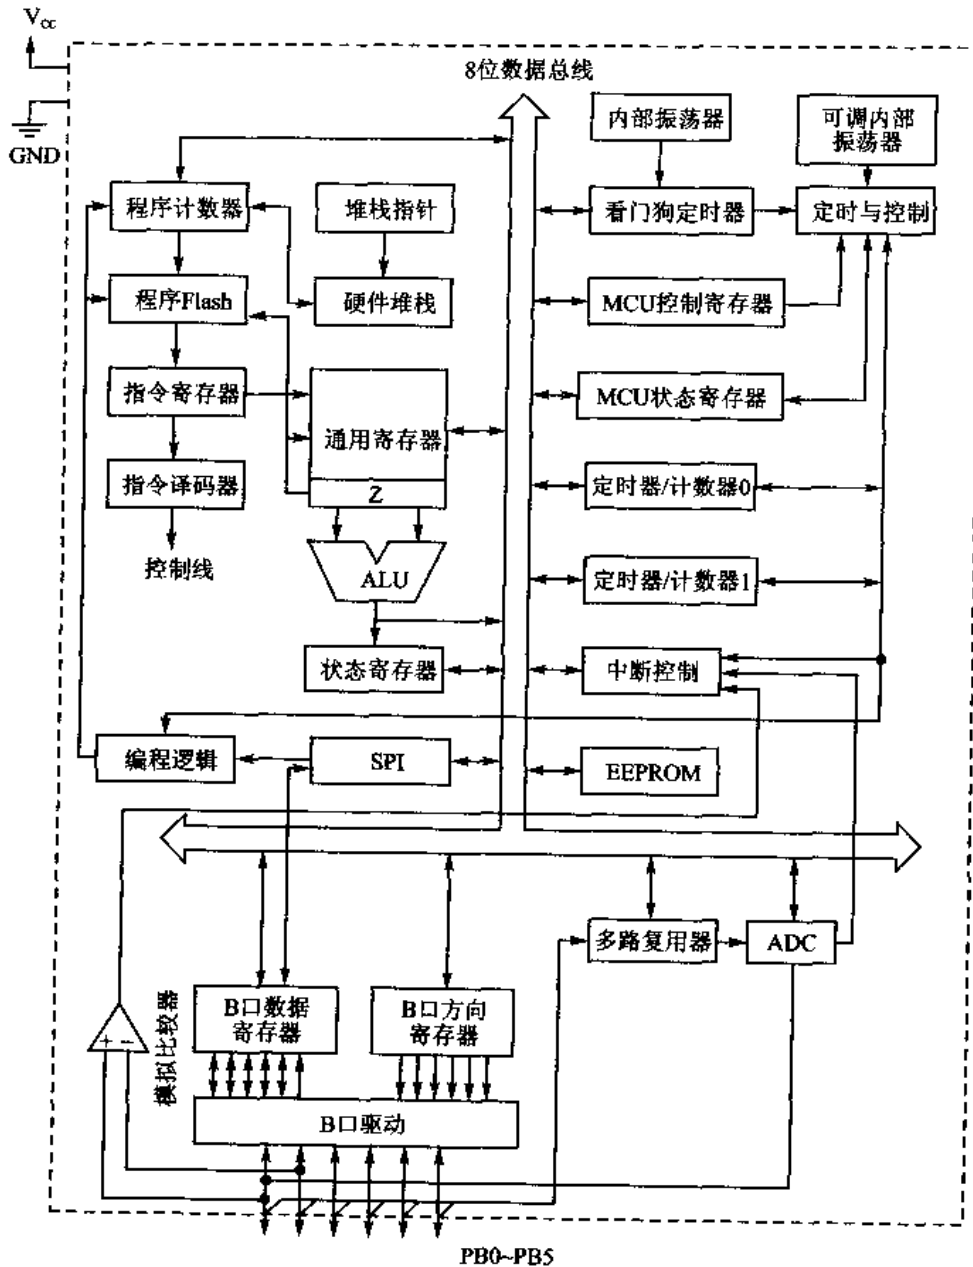 Vcc
GND
8位数据总线
内部振荡器
可调内部
振荡器
程序计数器
堆栈指针
看门狗定时器
定时与控制
程序Flash
硬件堆栈
MCU控制寄存器
指令寄存器
通用寄存器
MCU状态寄存器
指令译码器
Z
定时器/计数器0
控制线
ALU
定时器/计数器1
状态寄存器
中断控制
编程逻辑
SPI
EEPROM
多路复用器
ADC
模拟比较器
+ −
B口数据
寄存器
B口方向
寄存器
B口驱动
PB0~PB5